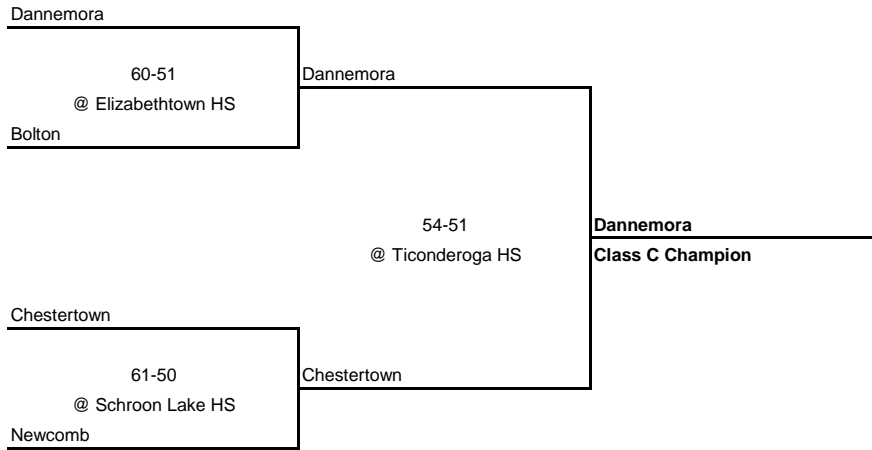 Dannemora
60-51
@ Elizabethtown HS
Bolton
Dannemora
54-51
@ Ticonderoga HS
Dannemora
Class C Champion
Chestertown
61-50
@ Schroon Lake HS
Newcomb
Chestertown